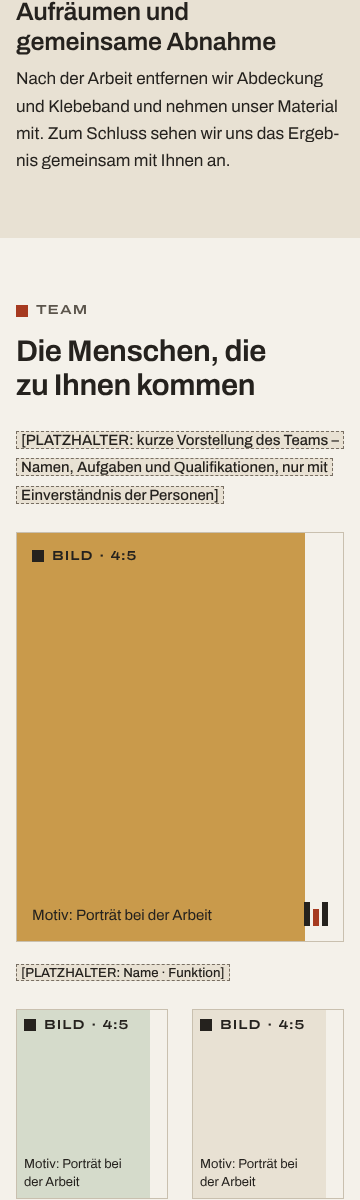 Aufräumen und
gemeinsame Abnahme
Nach der Arbeit entfernen wir Abdeckung
und Klebeband und nehmen unser Material
mit. Zum Schluss sehen wir uns das Ergeb-
nis gemeinsam mit Ihnen an.
TEAM
Die Menschen, die
zu Ihnen kommen
[PLATZHALTER: kurze Vorstellung des Teams –
Namen, Aufgaben und Qualifikationen, nur mit
Einverständnis der Personen]
BILD · 4:5
Motiv: Porträt bei der Arbeit
[PLATZHALTER: Name · Funktion]
BILD · 4:5
Motiv: Porträt bei
der Arbeit
BILD · 4:5
Motiv: Porträt bei
der Arbeit